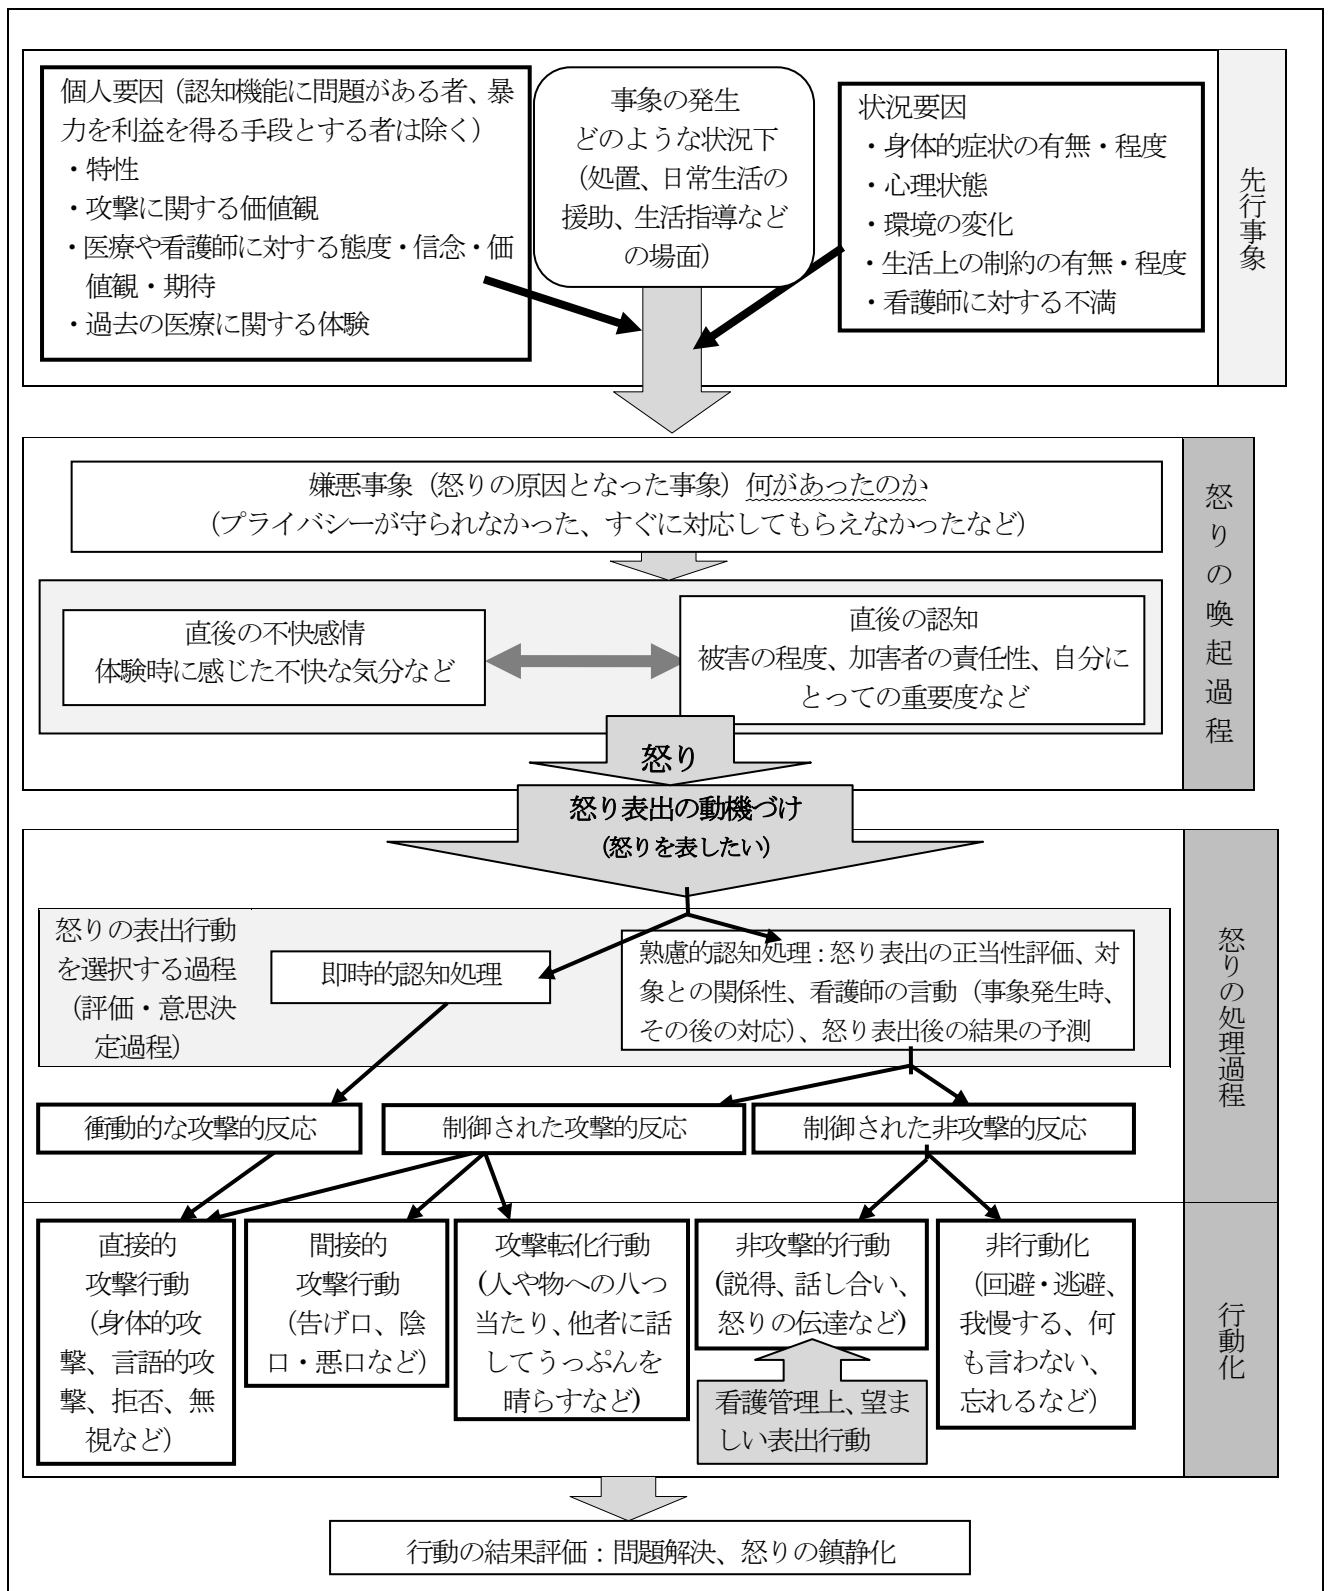 個人要因（認知機能に問題がある者、暴
力を利益を得る手段とする者は除く）
・特性
・攻撃に関する価値観
・医療や看護師に対する態度・信念・価
値観・期待
・過去の医療に関する体験
事象の発生
どのような状況下
（処置、日常生活の
援助、生活指導など
の場面）
状況要因
・身体的症状の有無・程度
・心理状態
・環境の変化
・生活上の制約の有無・程度
・看護師に対する不満
先行事象
嫌悪事象（怒りの原因となった事象）何があったのか
（プライバシーが守られなかった、すぐに対応してもらえなかったなど）
直後の不快感情
体験時に感じた不快な気分など
直後の認知
被害の程度、加害者の責任性、自分に
とっての重要度など
怒りの喚起過程
怒り
怒り表出の動機づけ
（怒りを表したい）
怒りの表出行動
を選択する過程
（評価・意思決
定過程）
即時的認知処理
熟慮的認知処理：怒り表出の正当性評価、対
象との関係性、看護師の言動（事象発生時、
その後の対応）、怒り表出後の結果の予測
怒りの処理過程
衝動的な攻撃的反応
制御された攻撃的反応
制御された非攻撃的反応
直接的
攻撃行動
（身体的攻
撃、言語的攻
撃、拒否、無
視など）
間接的
攻撃行動
（告げ口、陰
口・悪口など）
攻撃転化行動
（人や物への八つ
当たり、他者に話
してうっぷんを
晴らすなど）
非攻撃的行動
（説得、話し合い、
怒りの伝達など）
看護管理上、望ま
しい表出行動
非行動化
（回避・逃避、
我慢する、何
も言わない、
忘れるなど）
行動化
行動の結果評価：問題解決、怒りの鎮静化